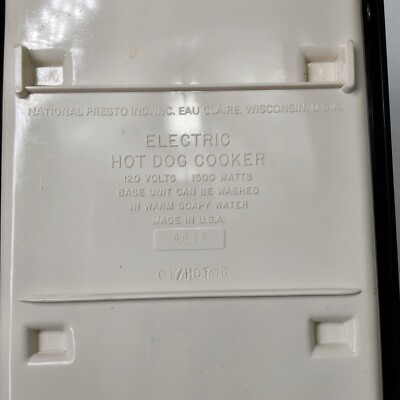 NATIONAL PRESTO IND. INC. EAU CLAIRE, WISCONSIN, U.S.A.
ELECTRIC
HOT DOG COOKER
120 VOLTS 1500 WATTS
BASE UNIT CAN BE WASHED
IN WARM SOAPY WATER
MADE IN U.S.A.